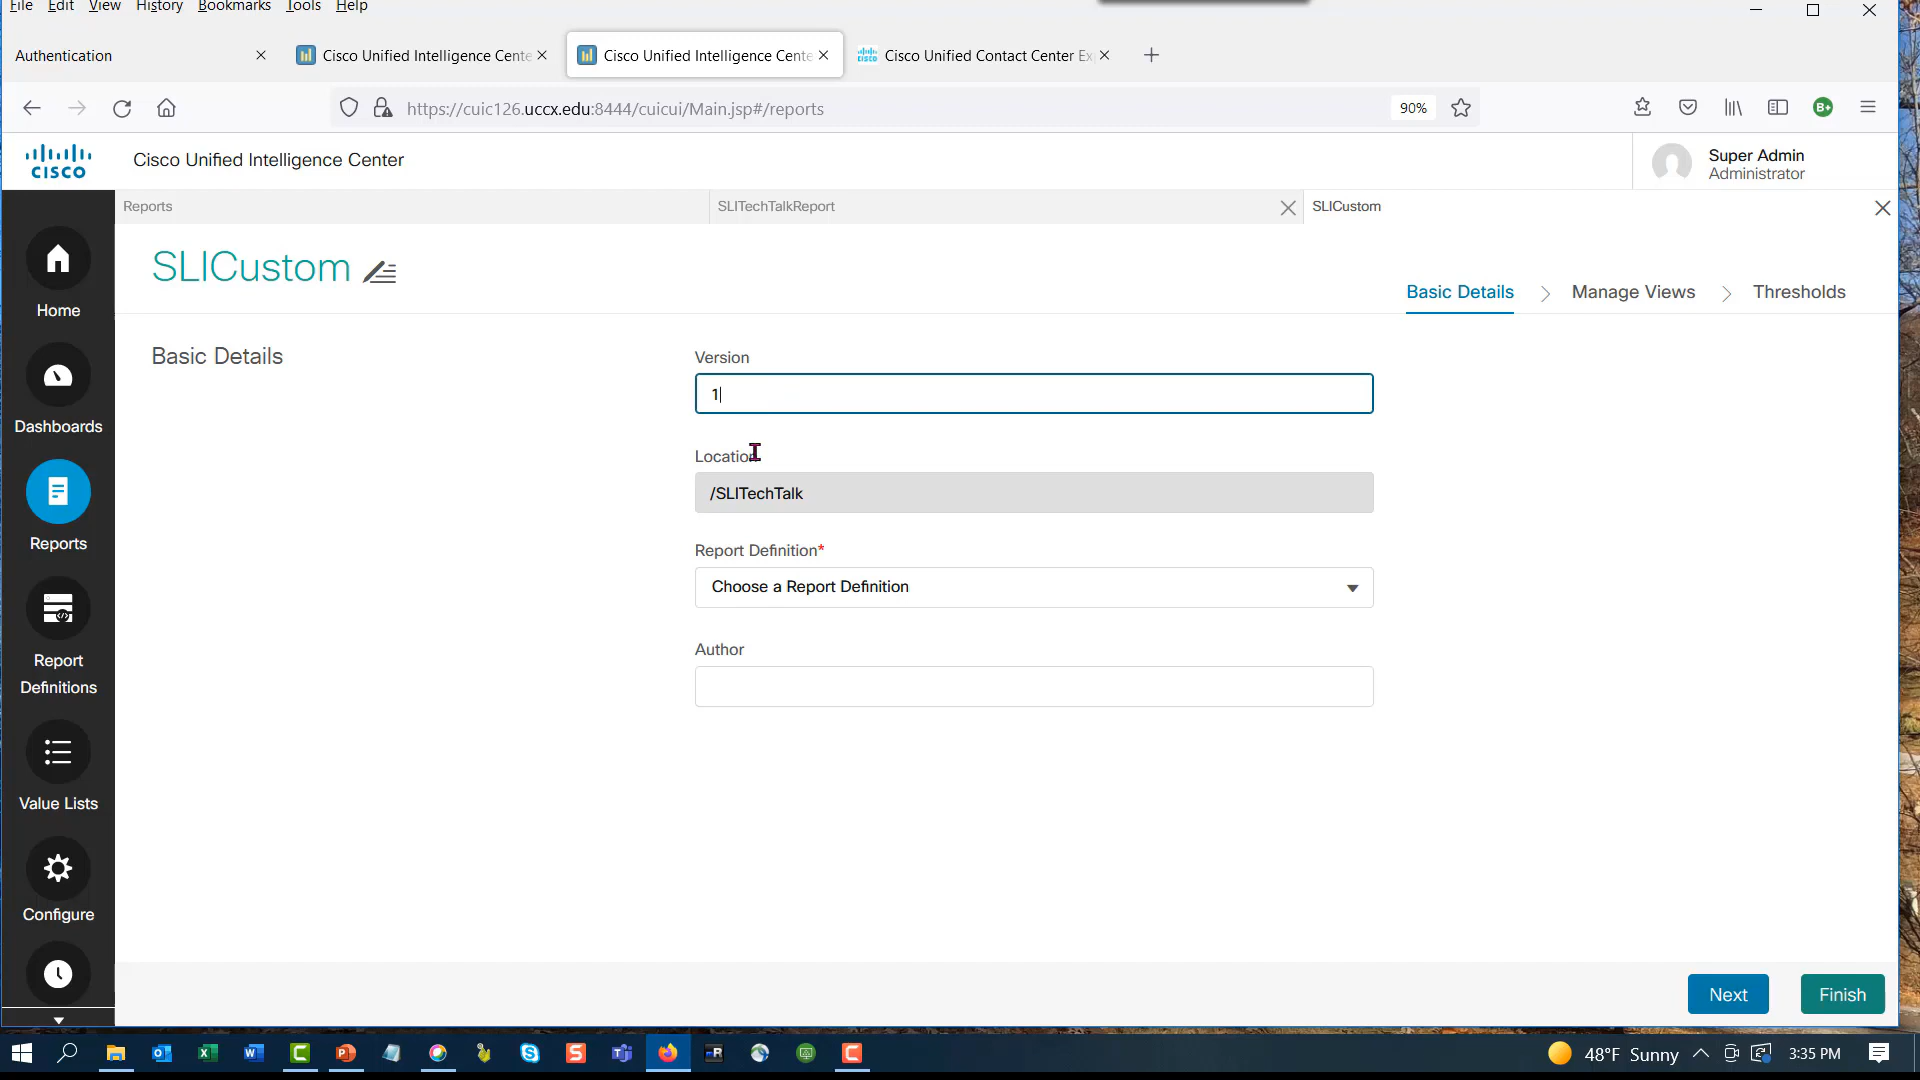 File Edit View History Bookmarks Tools Help
Authentication
Cisco Unified Intelligence Cente
Cisco Unified Intelligence Cente
Cisco Unified Contact Center Ex
https://cuic126.uccx.edu:8444/cuicui/Main.jsp#/reports
90%
B+
CISCO
Cisco Unified Intelligence Center
Super Admin
Administrator
Reports
SLITechTalkReport
SLICustom
SLICustom
Basic Details
Manage Views
Thresholds
Home
Dashboards
Reports
Report
Definitions
Value Lists
Configure
Basic Details
Version
1
Location
/SLITechTalk
Report Definition*
Choose a Report Definition
Author
Next
Finish
48°F Sunny
3:35 PM